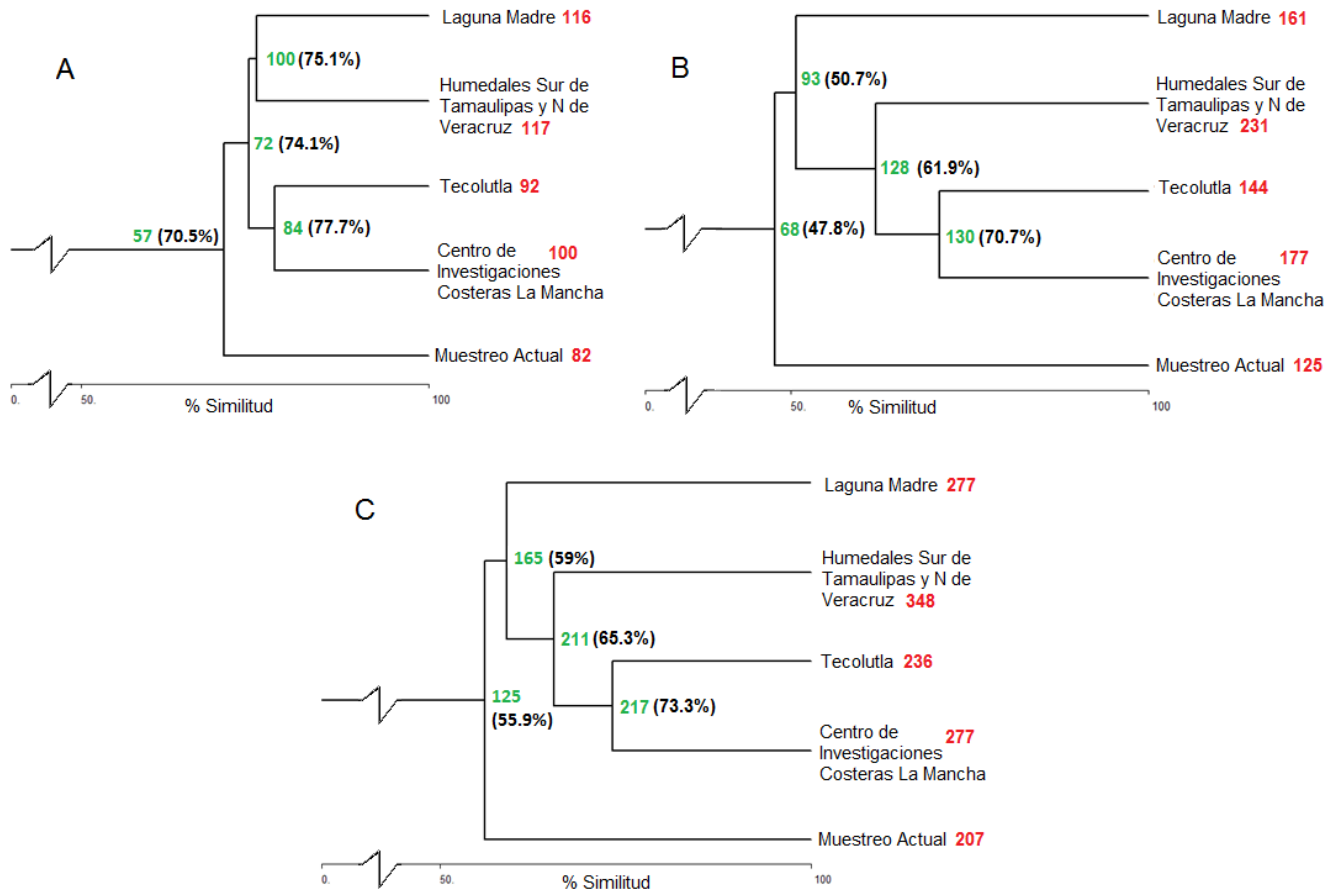 A
Laguna Madre 116
100 (75.1%)
Humedales Sur de
Tamaulipas y N de
Veracruz 117
72 (74.1%)
Tecolutla 92
57 (70.5%)
84 (77.7%)
Centro de 100
Investigaciones
Costeras La Mancha
Muestreo Actual 82
0. 50. 100
% Similitud
B
Laguna Madre 161
93 (50.7%)
Humedales Sur de
Tamaulipas y N de
Veracruz 231
128 (61.9%)
Tecolutla 144
68 (47.8%)
130 (70.7%)
Centro de 177
Investigaciones
Costeras La Mancha
Muestreo Actual 125
0. 50. 100
% Similitud
C
Laguna Madre 277
165 (59%)
Humedales Sur de
Tamaulipas y N de
Veracruz 348
211 (65.3%)
Tecolutla 236
125
(55.9%)
217 (73.3%)
Centro de 277
Investigaciones
Costeras La Mancha
Muestreo Actual 207
0. 50. 100
% Similitud